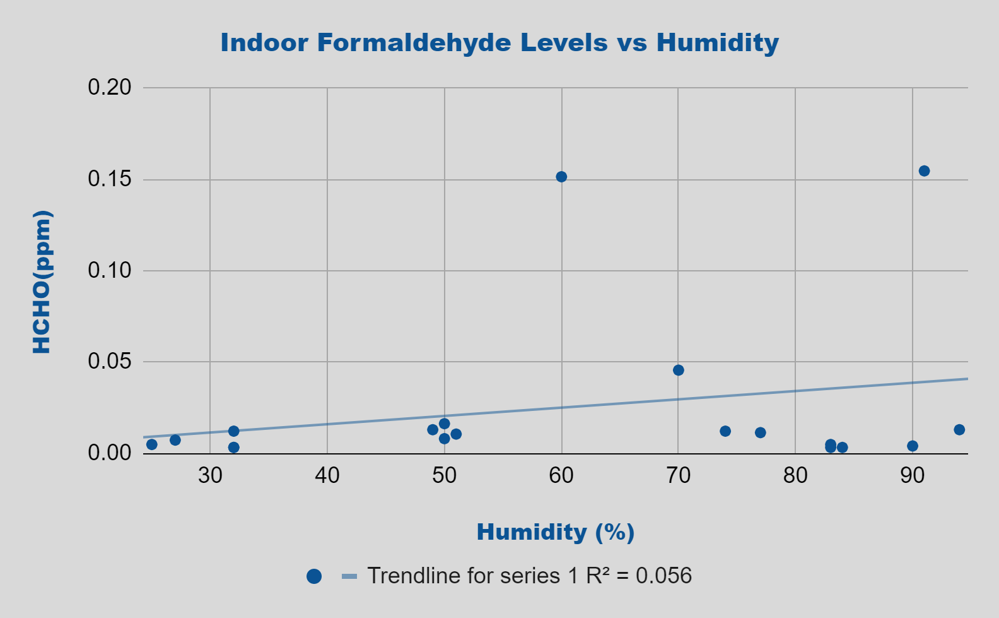 Indoor Formaldehyde Levels vs Humidity
0.20
0.15
0.10
0.05
0.00
HCHO(ppm)
30 40 50 60 70 80 90
Humidity (%)
Trendline for series 1 R² = 0.056